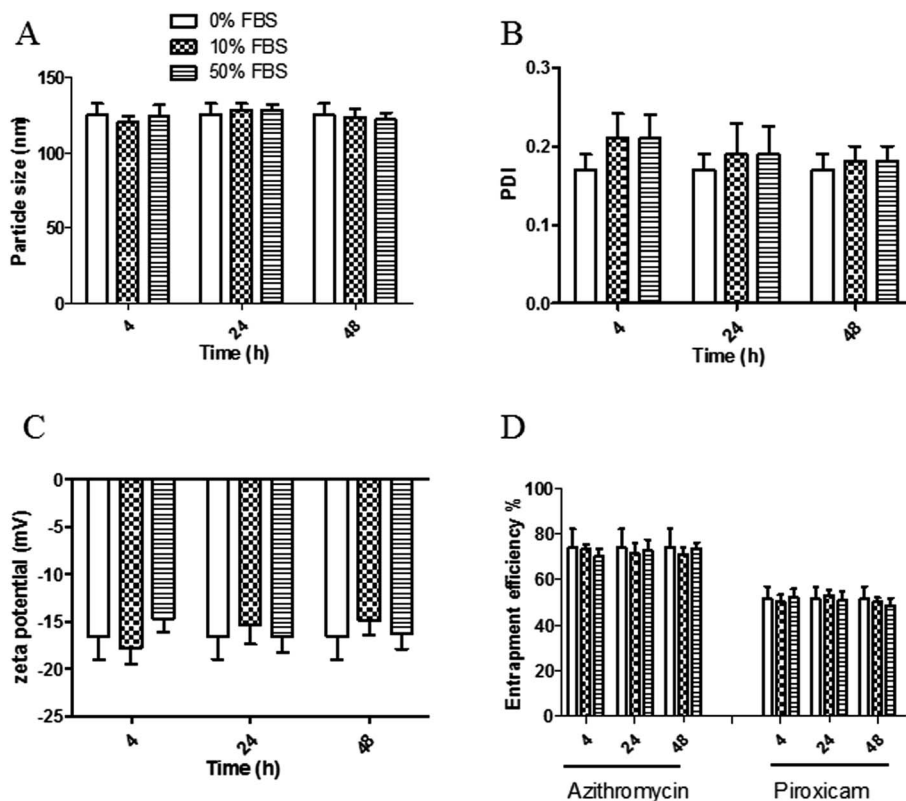 A
0% FBS
10% FBS
50% FBS
150
100
50
0
Particle size (nm)
4
24
48
Time (h)
B
0.3
0.2
0.1
0.0
PDI
4
24
48
Time (h)
C
0
-5
-10
-15
-20
-25
zeta potential (mV)
4
24
48
Time (h)
D
100
80
60
40
20
0
Entrapment efficiency %
4
24
48
4
24
48
Azithromycin
Piroxicam